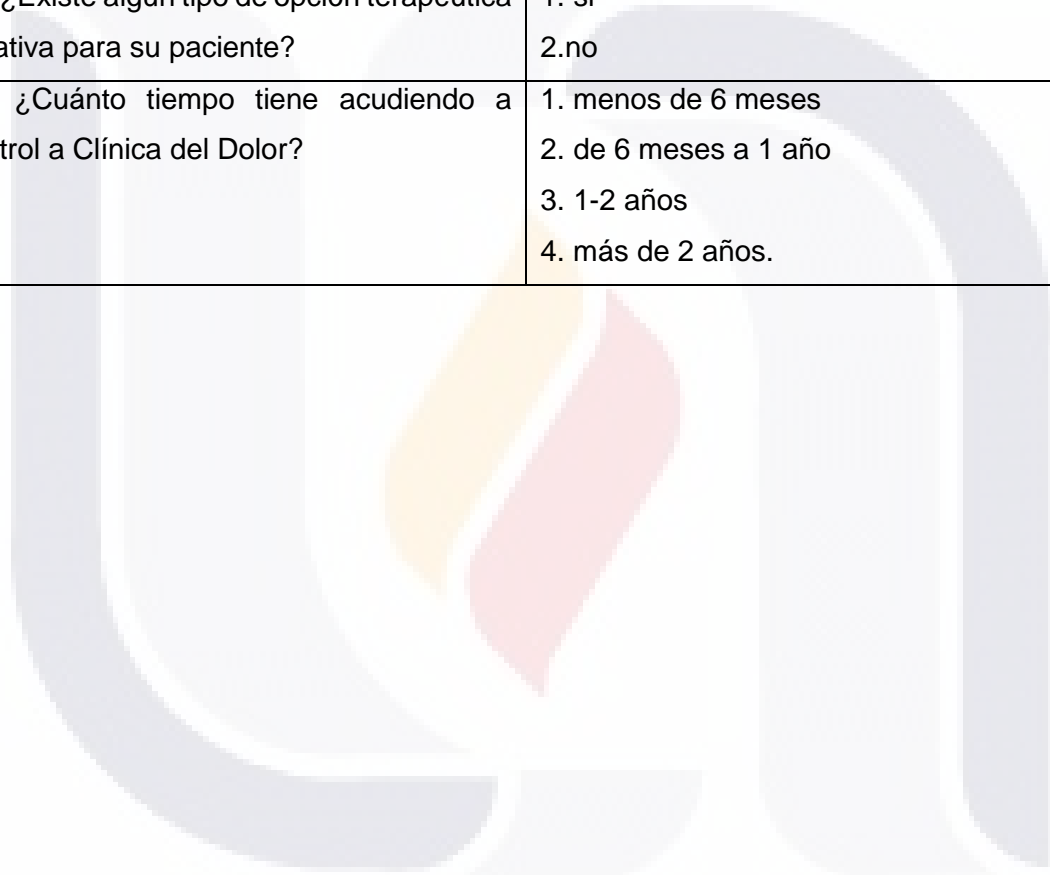 ¿Existe algún tipo de opción terapéutica 1. si
ativa para su paciente? 2.no
¿Cuánto tiempo tiene acudiendo a 1. menos de 6 meses
trol a Clínica del Dolor? 2. de 6 meses a 1 año
3. 1-2 años
4. más de 2 años.